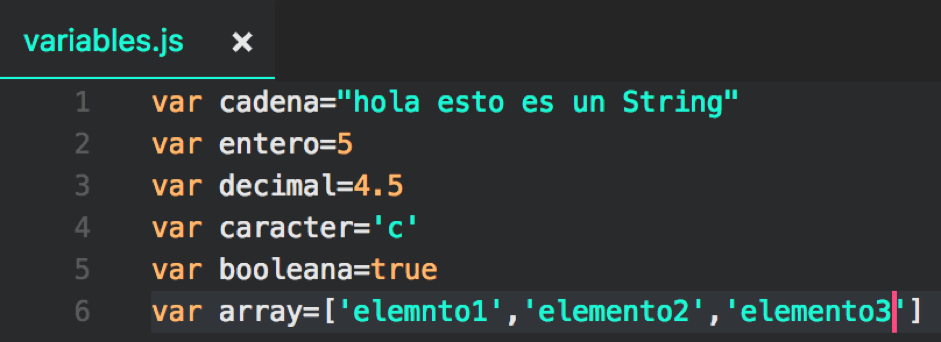 variables.js ×
1 var cadena="hola esto es un String"
2 var entero=5
3 var decimal=4.5
4 var caracter='c'
5 var booleana=true
6 var array=['elemnto1','elemento2','elemento3']